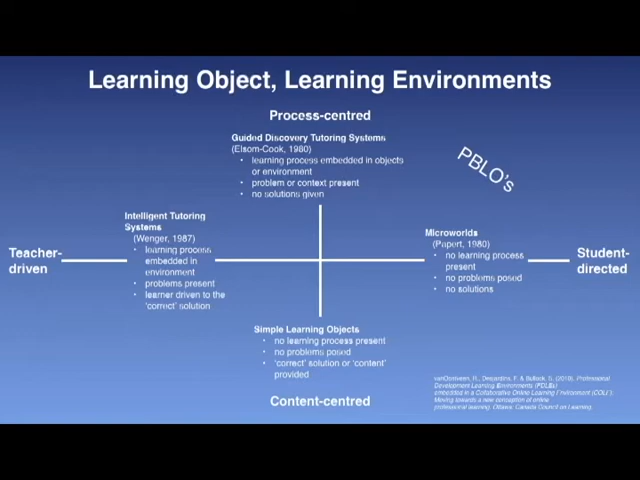 Learning Object, Learning Environments
Process-centred
Guided Discovery Tutoring Systems
(Elsom-Cook, 1980)
• learning process embedded in objects
or environment
• problem or context present
• no solutions given
PBLO's
Intelligent Tutoring
Systems
(Wenger, 1987)
• learning process
embedded in
environment
• problems present
• learner driven to the
'correct' solution
Microworlds
(Papert, 1980)
• no learning process
present
• no problems posed
• no solutions
Teacher-
driven
Student-
directed
Simple Learning Objects
• no learning process present
• no problems posed
• 'correct' solution or 'content'
provided
Content-centred
vanOostveen, R., Desjardins, F. & Bullock, S. (2010). Professional
Development Learning Environments
embedded in a Collaborative Online Learning Environment
Moving towards a new conception of online
professional learning. Ottawa: Canada Council on Learning.